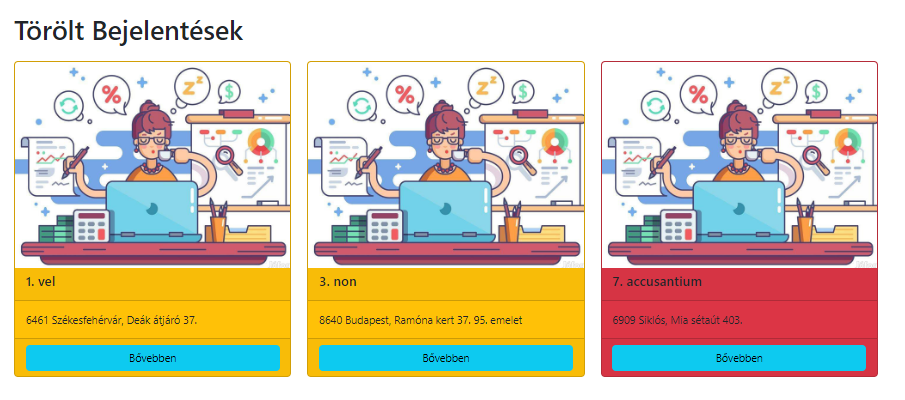 Törölt Bejelentések
% Z z $
% Z z $
% Z z $
1. vel
3. non
7. accusantium
6461 Székesfehérvár, Deák átjáró 37.
8640 Budapest, Ramóna kert 37. 95. emelet
6909 Siklós, Mia sétaút 403.
Bővebben
Bővebben
Bővebben